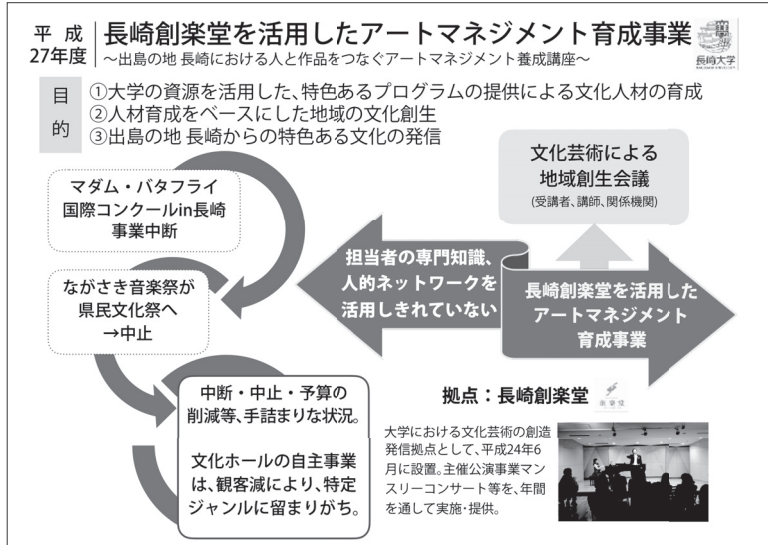 平成
27年度
長崎創楽堂を活用したアートマネジメント育成事業
～出島の地 長崎における人と作品をつなぐアートマネジメント養成講座～
長崎大学
目的
①大学の資源を活用した、特色あるプログラムの提供による文化人材の育成
②人材育成をベースにした地域の文化創生
③出島の地 長崎からの特色ある文化の発信
マダム・バタフライ
国際コンクールin長崎
事業中断
ながさき音楽祭が
県民文化祭へ
→中止
中断・中止・予算の
削減等、手詰まりな状況。
文化ホールの自主事業
は、観客減により、特定
ジャンルに留まりがち。
担当者の専門知識、
人的ネットワークを
活用しきれていない
文化芸術による
地域創生会議
(受講者、講師、関係機関)
長崎創楽堂を活用した
アートマネジメント
育成事業
拠点：長崎創楽堂
大学における文化芸術の創造
発信拠点として、平成24年6
月に設置。主催公演事業マン
スリーコンサート等を、年間
を通して実施・提供。